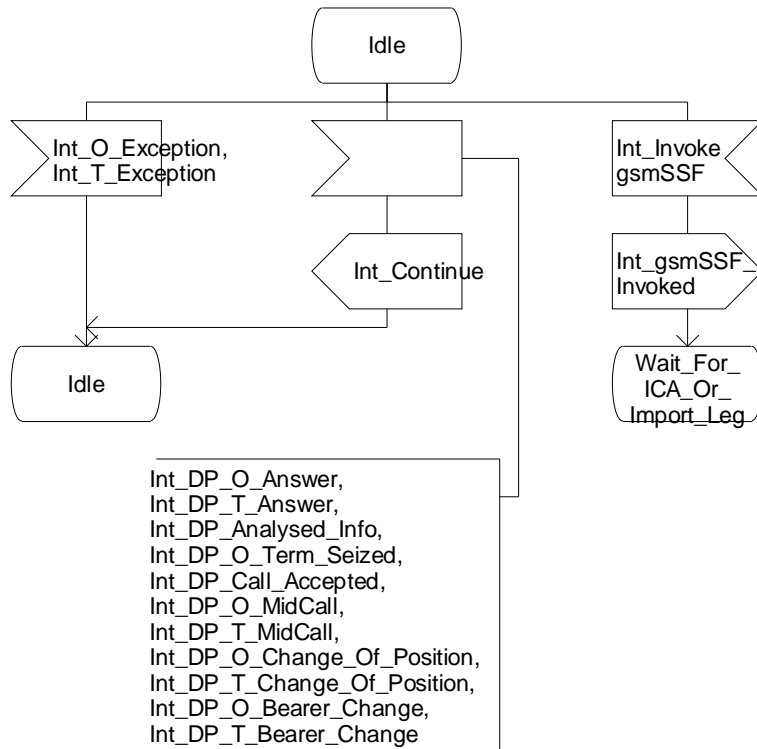 Idle
Int_O_Exception,
Int_T_Exception
Int_Invoke
gsmSSF
Int_Continue
Int_gsmSSF_
Invoked
Idle
Wait_For_
ICA_Or_
Import_Leg
Int_DP_O_Answer,
Int_DP_T_Answer,
Int_DP_Analysed_Info,
Int_DP_O_Term_Seized,
Int_DP_Call_Accepted,
Int_DP_O_MidCall,
Int_DP_T_MidCall,
Int_DP_O_Change_Of_Position,
Int_DP_T_Change_Of_Position,
Int_DP_O_Bearer_Change,
Int_DP_T_Bearer_Change